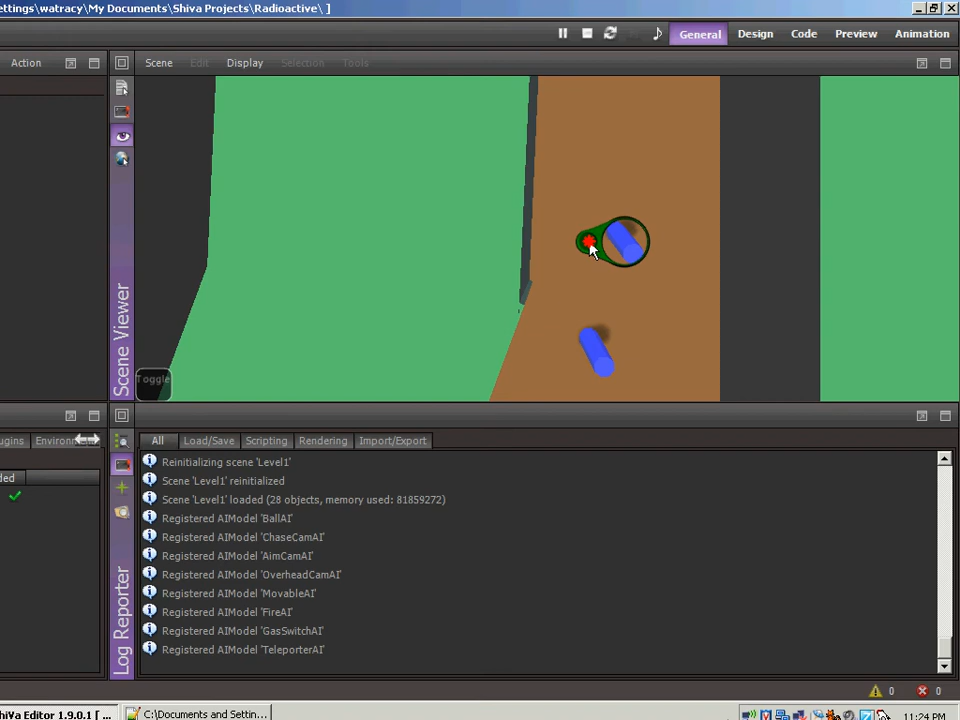 ettings\watracy\My Documents\Shiva Projects\Radioactive\ ]
General Design Code Preview Animation
Action Scene Edit Display Selection Tools
Scene Viewer
Toggle
ugins Environ
All Load/Save Scripting Rendering Import/Export
ded
Reinitializing scene 'Level1'
Scene 'Level1' reinitialized
Scene 'Level1' loaded (28 objects, memory used: 81859272)
Registered AIModel 'BallAI'
Registered AIModel 'ChaseCamAI'
Registered AIModel 'AimCamAI'
Registered AIModel 'OverheadCamAI'
Registered AIModel 'MovableAI'
Registered AIModel 'FireAI'
Registered AIModel 'GasSwitchAI'
Registered AIModel 'TeleporterAI'
Log Reporter
0 0
hiVa Editor 1.9.0.1 [ ... C:\Documents and Settin... 11:24 PM